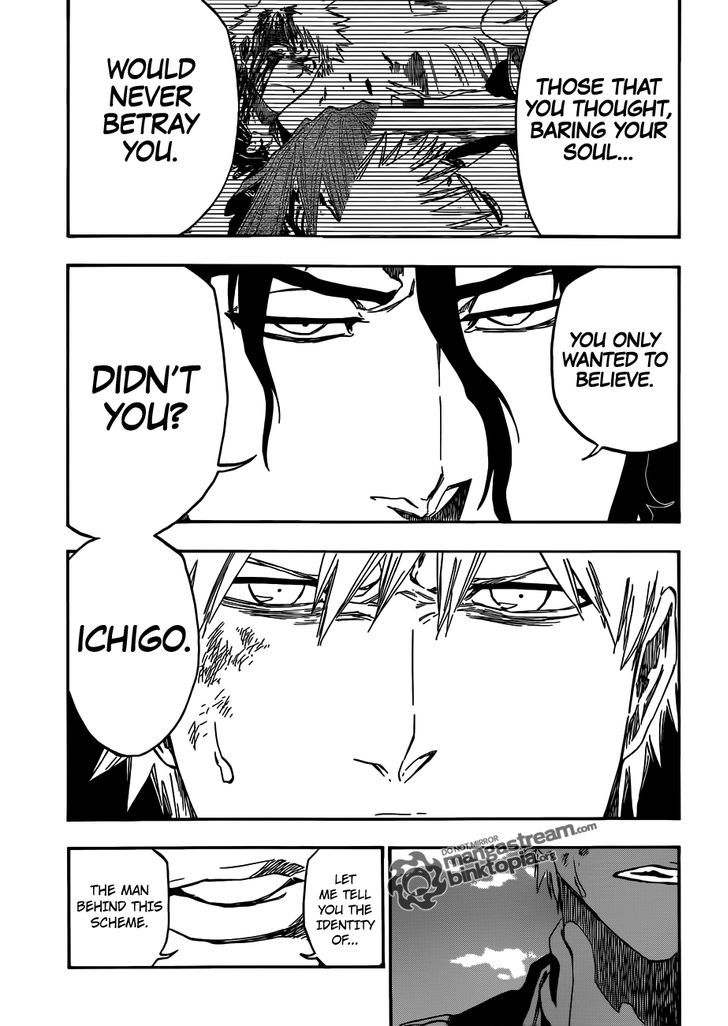 THOSE THAT
YOU THOUGHT,
BARING YOUR
SOUL...
WOULD
NEVER
BETRAY
YOU.
YOU ONLY
WANTED TO
BELIEVE.
DIDN'T
YOU?
ICHIGO.
DO NOT MIRROR
mangastream.com
binktopia.org
LET
ME TELL
YOU THE
IDENTITY
OF...
THE MAN
BEHIND THIS
SCHEME.